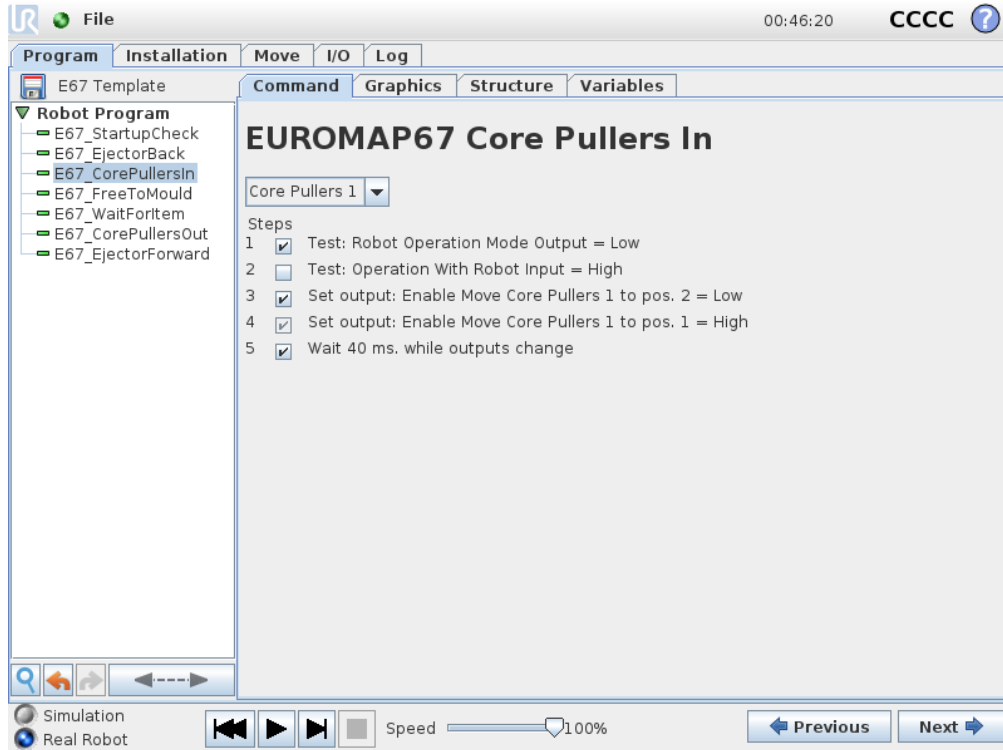 UR File 00:46:20 CCCC ?
Program Installation Move I/O Log
E67 Template Command Graphics Structure Variables
Robot Program
E67_StartupCheck
E67_EjectorBack
E67_CorePullersIn
E67_FreeToMould
E67_WaitForItem
E67_CorePullersOut
E67_EjectorForward
EUROMAP67 Core Pullers In
Core Pullers 1
Steps
1 Test: Robot Operation Mode Output = Low
2 Test: Operation With Robot Input = High
3 Set output: Enable Move Core Pullers 1 to pos. 2 = Low
4 Set output: Enable Move Core Pullers 1 to pos. 1 = High
5 Wait 40 ms. while outputs change
Simulation
Real Robot
Speed 100%
Previous Next